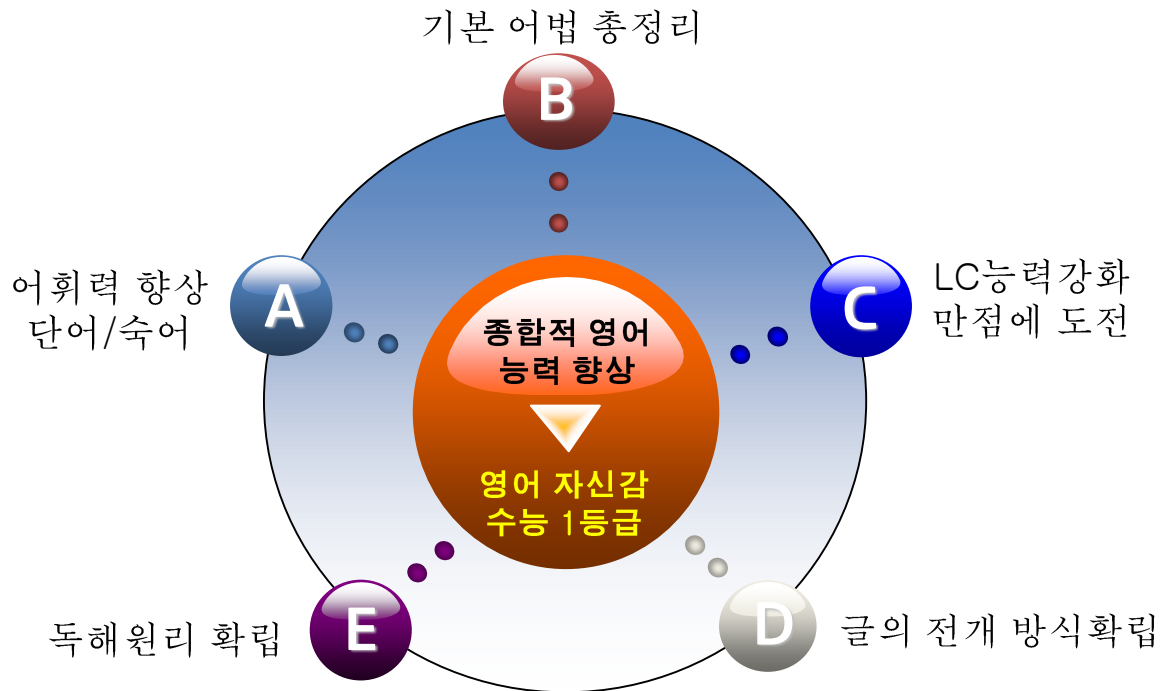 기본 어법 총정리
B
어휘력 향상
단어/숙어
A
C
LC능력강화
만점에 도전
종합적 영어
능력 향상
영어 자신감
수능 1등급
독해원리 확립
E
D
글의 전개 방식확립